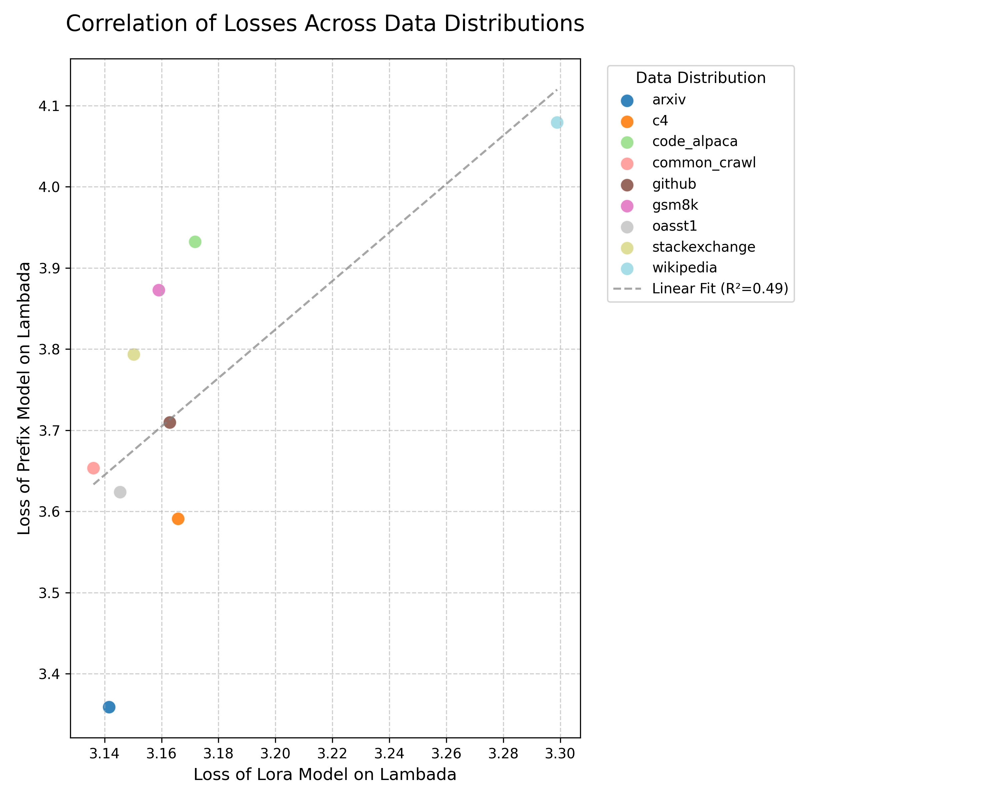 Correlation of Losses Across Data Distributions
Loss of Prefix Model on Lambada
4.1
4.0
3.9
3.8
3.7
3.6
3.5
3.4
3.14 3.16 3.18 3.20 3.22 3.24 3.26 3.28 3.30
Loss of Lora Model on Lambada
Data Distribution
arxiv
c4
code_alpaca
common_crawl
github
gsm8k
oasst1
stackexchange
wikipedia
Linear Fit (R²=0.49)